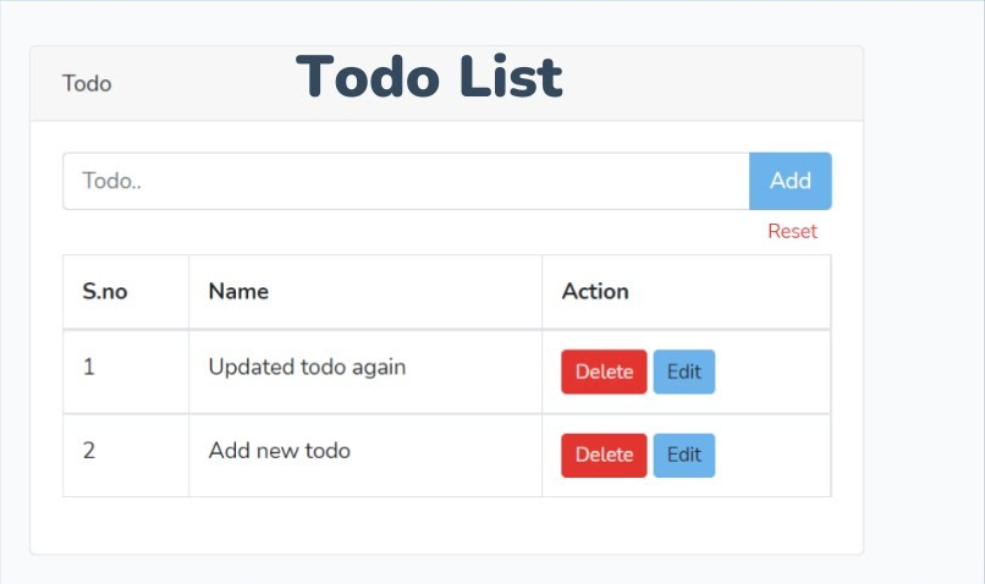 Todo
Todo List
Todo..
Add
Reset
S.no Name Action
1 Updated todo again Delete Edit
2 Add new todo Delete Edit